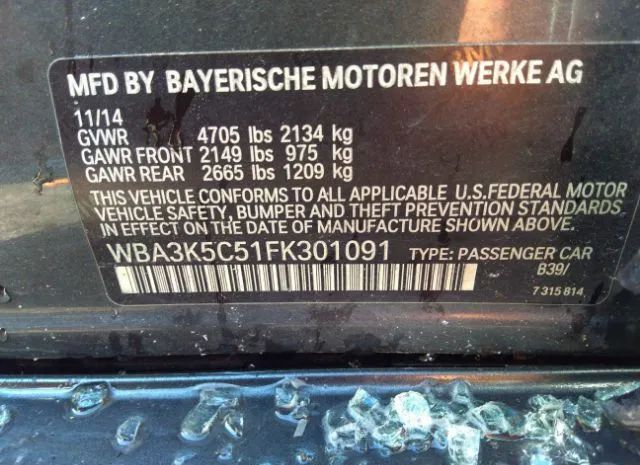 MFD BY BAYERISCHE MOTOREN WERKE AG
11/14
GVWR 4705 lbs 2134 kg
GAWR FRONT 2149 lbs 975 kg
GAWR REAR 2665 lbs 1209 kg
THIS VEHICLE CONFORMS TO ALL APPLICABLE U.S.FEDERAL MOTOR
VEHICLE SAFETY, BUMPER AND THEFT PREVENTION STANDARDS
IN EFFECT ON THE DATE OF MANUFACTURE SHOWN ABOVE.
WBA3K5C51FK301091 TYPE: PASSENGER CAR
B39/
7 315 814